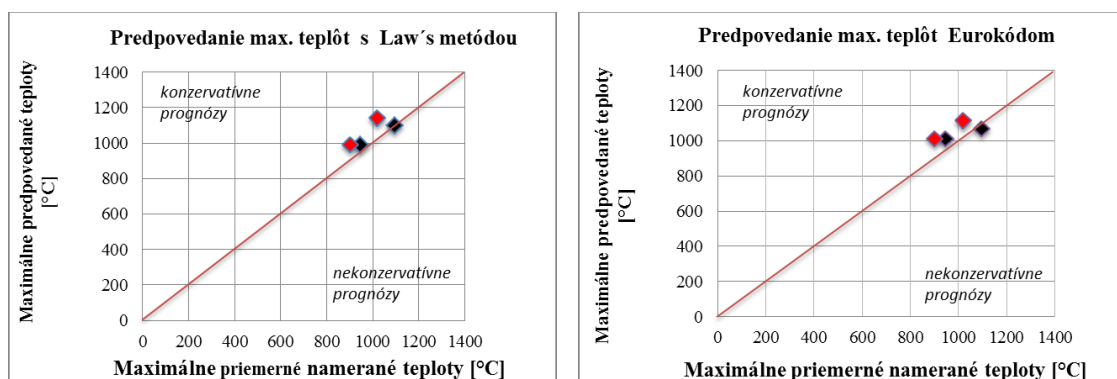 Predpovedanie max. teplôt s Law´s metódou
Maximálne predpovedané teploty
[°C]
1400
1200
1000
800
600
400
200
0
konzervatívne
prognózy
nekonzervatívne
prognózy
0 200 400 600 800 1000 1200 1400
Maximálne priemerné namerané teploty [°C]
Predpovedanie max. teplôt Eurokódom
Maximálne predpovedané teploty
[°C]
1400
1200
1000
800
600
400
200
0
konzervatívne
prognózy
nekonzervatívne
prognózy
0 200 400 600 800 1000 1200 1400
Maximálne priemerné namerané teploty [°C]